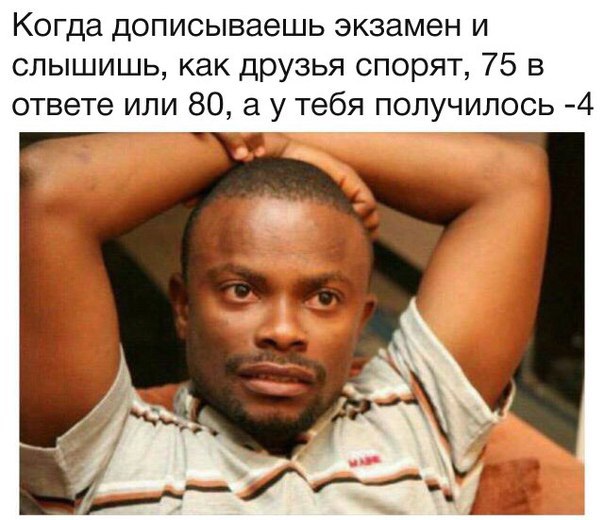 Когда дописываешь экзамен и
слышишь, как друзья спорят, 75 в
ответе или 80, а у тебя получилось -4